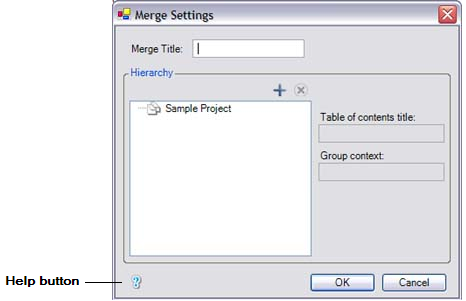 Merge Settings
Merge Title:
Hierarchy
Sample Project
Table of contents title:
Group context:
Help button
?
OK
Cancel